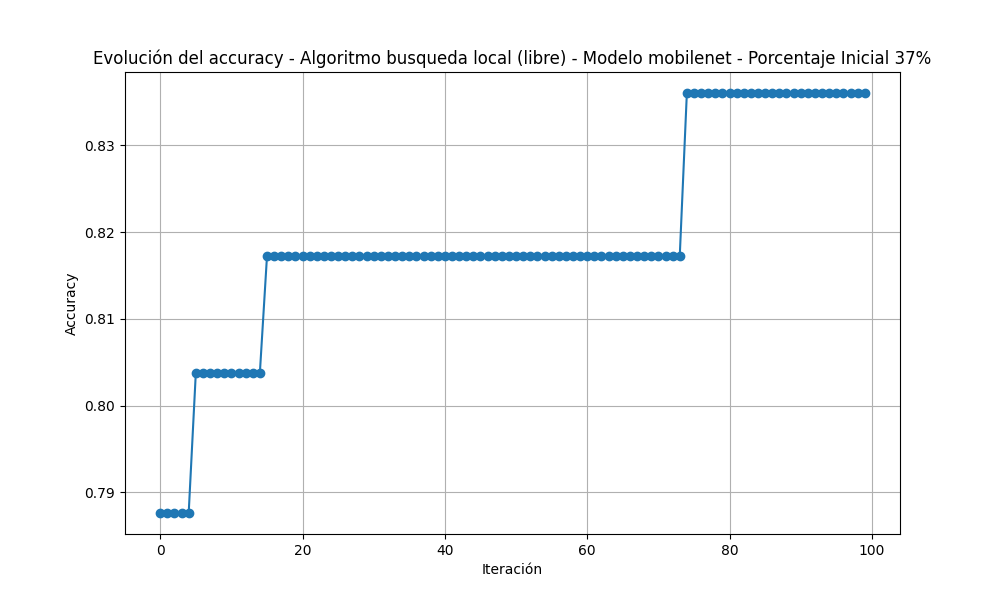 Evolución del accuracy - Algoritmo busqueda local (libre) - Modelo mobilenet - Porcentaje Inicial 37%
0.83
0.82
0.81
0.80
0.79
Accuracy
0 20 40 60 80 100
Iteración